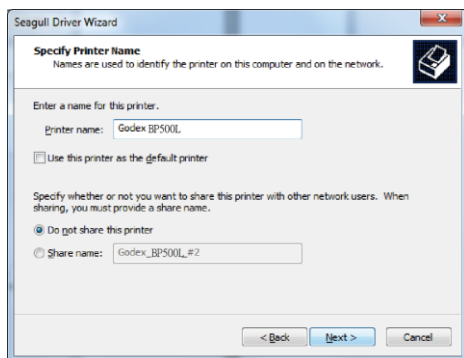 Seagull Driver Wizard
Specify Printer Name
Names are used to identify the printer on this computer and on the network.
Enter a name for this printer.
Printer name: Godex BP500L
Use this printer as the default printer
Specify whether or not you want to share this printer with other network users. When
sharing, you must provide a share name.
Do not share this printer
Share name: Godex_BP500L_#2
< Back Next > Cancel